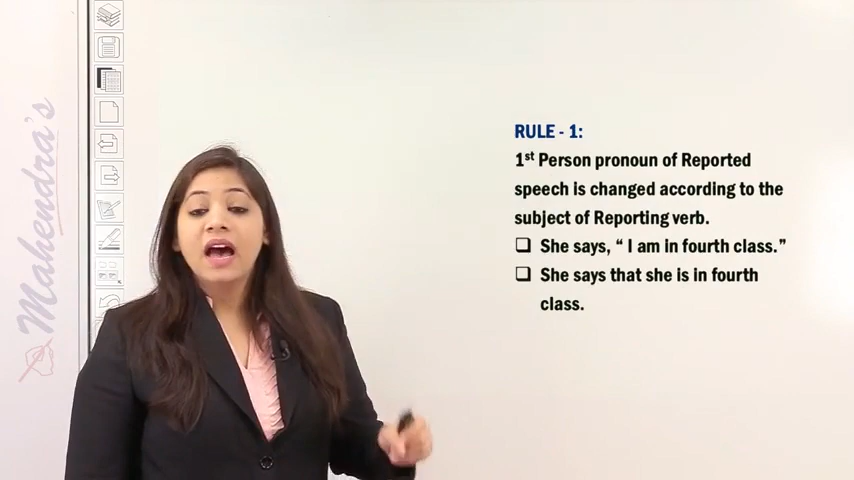 Mahendra's
RULE - 1:
1st Person pronoun of Reported
speech is changed according to the
subject of Reporting verb.
❑ She says, “ I am in fourth class.”
❑ She says that she is in fourth
class.